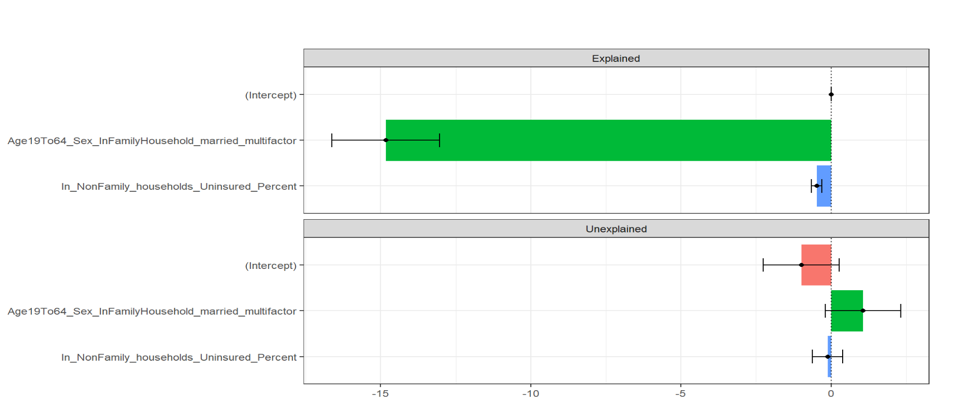 Explained
(Intercept)
Age19To64_Sex_InFamilyHousehold_married_multifactor
In_NonFamily_households_Uninsured_Percent
Unexplained
(Intercept)
Age19To64_Sex_InFamilyHousehold_married_multifactor
In_NonFamily_households_Uninsured_Percent
-15 -10 -5 0